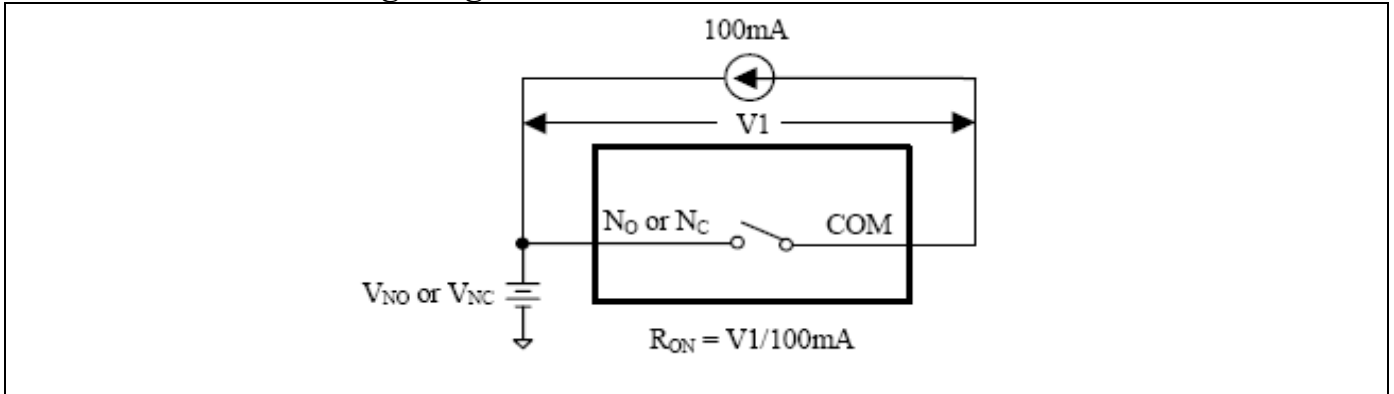 100mA
V1
NO or NC
COM
VNO or VNC
RON = V1/100mA